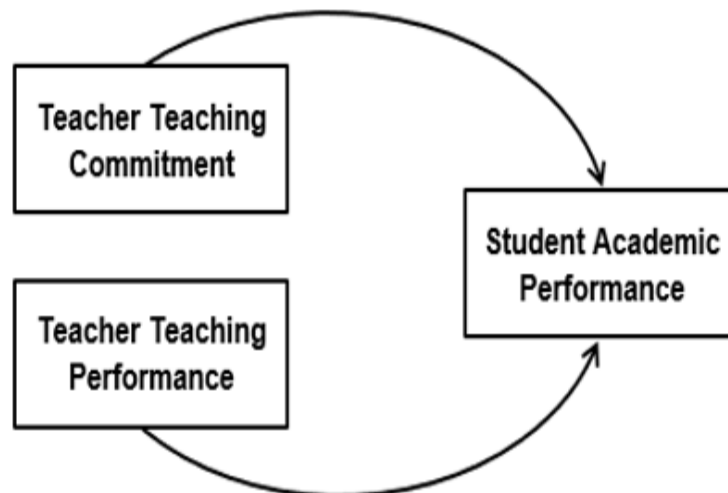 Teacher Teaching
Commitment
Student Academic
Performance
Teacher Teaching
Performance